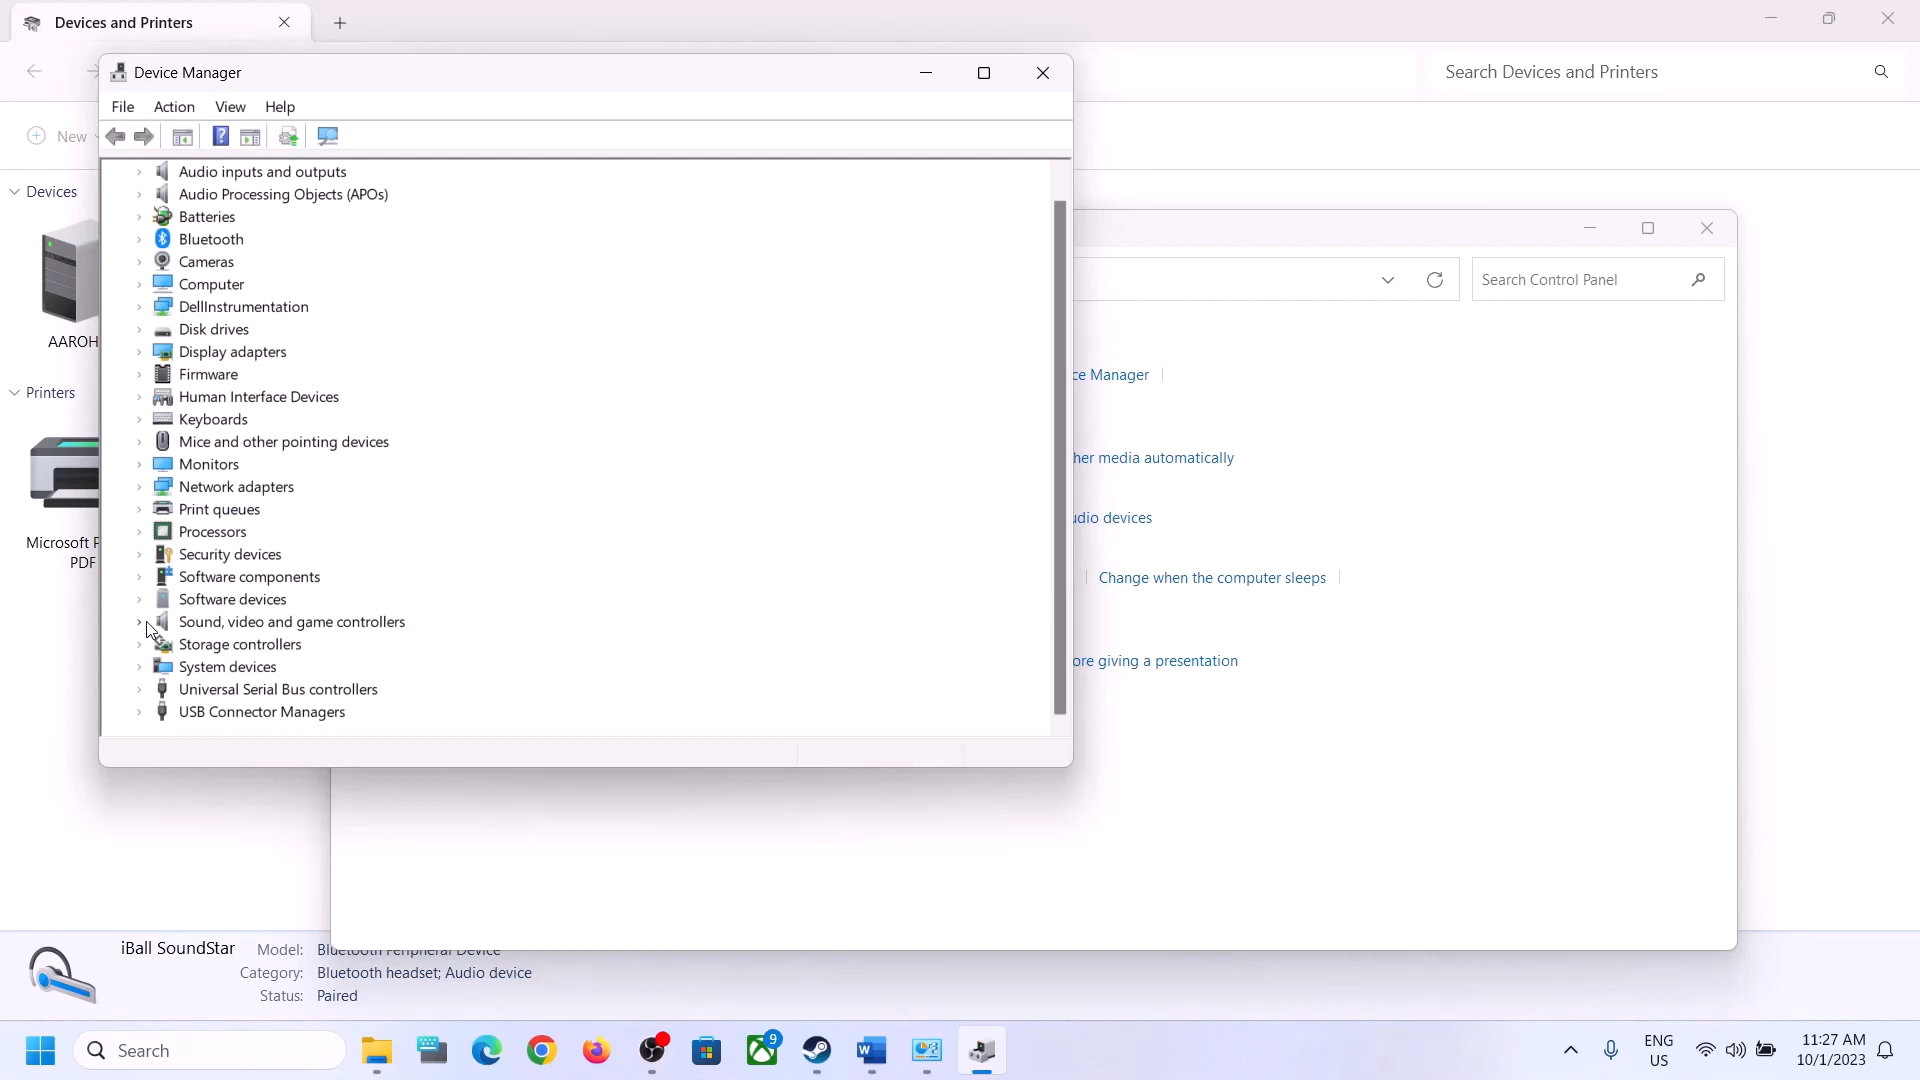 Devices and Printers
Search Devices and Printers
Device Manager
File Action View Help
New
Devices
AAROH
Printers
Microsoft P
PDF
Audio inputs and outputs
Audio Processing Objects (APOs)
Batteries
Bluetooth
Cameras
Computer
DellInstrumentation
Disk drives
Display adapters
Firmware
Human Interface Devices
Keyboards
Mice and other pointing devices
Monitors
Network adapters
Print queues
Processors
Security devices
Software components
Software devices
Sound, video and game controllers
Storage controllers
System devices
Universal Serial Bus controllers
USB Connector Managers
Search Control Panel
ce Manager
her media automatically
udio devices
Change when the computer sleeps
ore giving a presentation
iBall SoundStar Model: Bluetooth Peripheral Device
Category: Bluetooth headset; Audio device
Status: Paired
Search
9
ENG
US
11:27 AM
10/1/2023